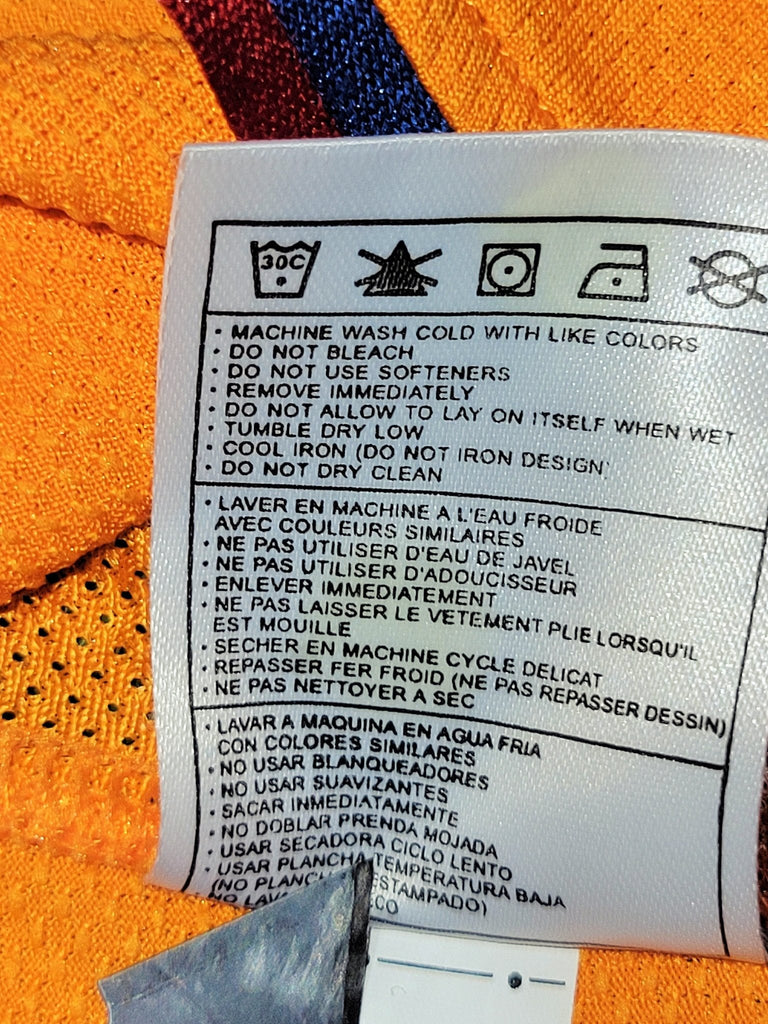 30C
• MACHINE WASH COLD WITH LIKE COLORS
• DO NOT BLEACH
• DO NOT USE SOFTENERS
• REMOVE IMMEDIATELY
• DO NOT ALLOW TO LAY ON ITSELF WHEN WET
• TUMBLE DRY LOW
• COOL IRON (DO NOT IRON DESIGN)
• DO NOT DRY CLEAN
• LAVER EN MACHINE A L'EAU FROIDE
AVEC COULEURS SIMILAIRES
• NE PAS UTILISER D'EAU DE JAVEL
• NE PAS UTILISER D'ADOUCISSEUR
• ENLEVER IMMEDIATEMENT
• NE PAS LAISSER LE VETEMENT PLIE LORSQU'IL
EST MOUILLE
• SECHER EN MACHINE CYCLE DELICAT
• REPASSER FER FROID (NE PAS REPASSER DESSIN)
• NE PAS NETTOYER A SEC
• LAVAR A MAQUINA EN AGUA FRIA
CON COLORES SIMILARES
• NO USAR BLANQUEADORES
• NO USAR SUAVIZANTES
• SACAR INMEDIATAMENTE
• NO DOBLAR PRENDA MOJADA
• USAR SECADORA CICLO LENTO
• USAR PLANCHA TEMPERATURA BAJA
(NO ESTAMPADO)
NO